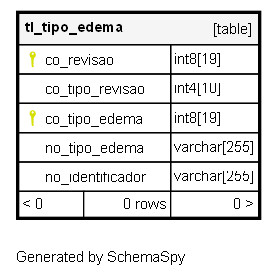 tl_tipo_edema [table]
co_revisao int8[19]
co_tipo_revisao int4[10]
co_tipo_edema int8[19]
no_tipo_edema varchar[255]
no_identificador varchar[255]
< 0 0 rows 0 >
Generated by SchemaSpy